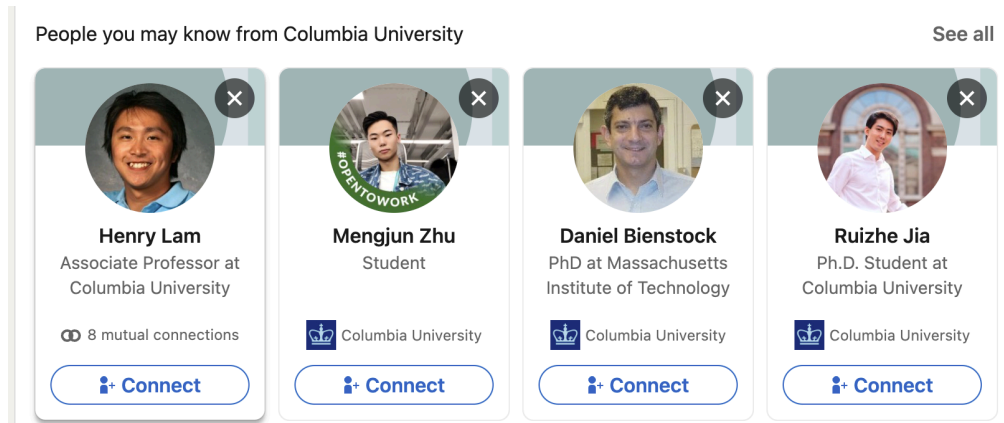 People you may know from Columbia University
See all
#OPENTOWORK
Henry Lam
Associate Professor at
Columbia University
8 mutual connections
Connect
Mengjun Zhu
Student
Columbia University
Connect
Daniel Bienstock
PhD at Massachusetts
Institute of Technology
Columbia University
Connect
Ruizhe Jia
Ph.D. Student at
Columbia University
Columbia University
Connect